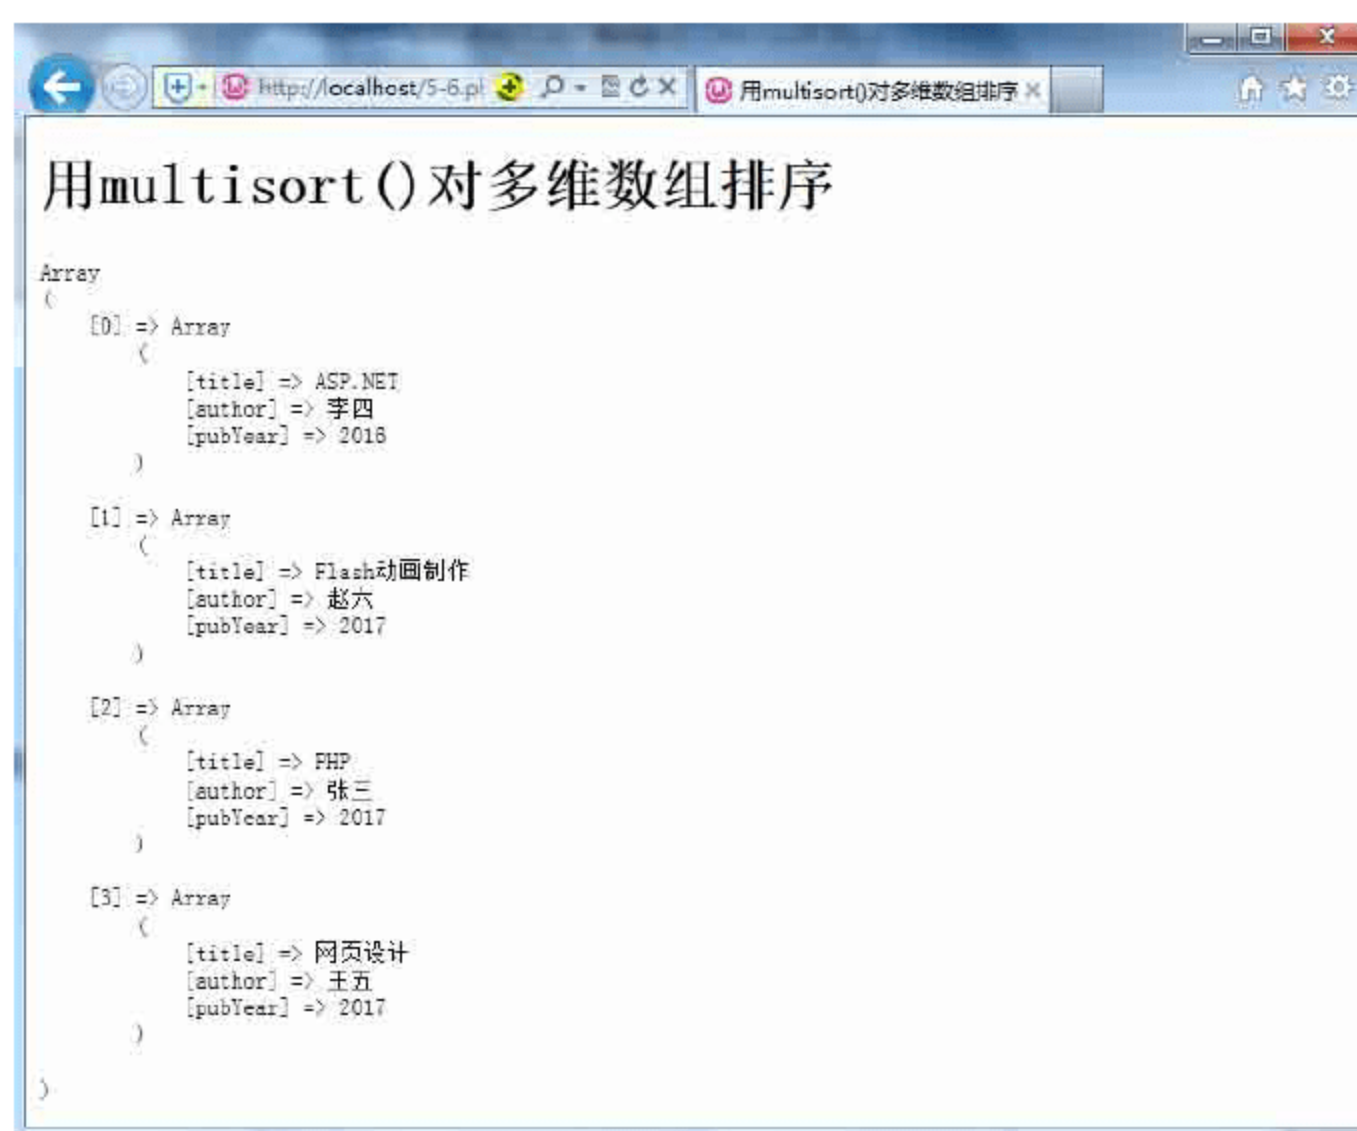 http://localhost/5-6.p
用multisort()对多维数组排序
用multisort()对多维数组排序
Array
(
[0] => Array
(
[title] => ASP.NET
[author] => 李四
[pubYear] => 2016
)
[1] => Array
(
[title] => Flash动画制作
[author] => 赵六
[pubYear] => 2017
)
[2] => Array
(
[title] => PHP
[author] => 张三
[pubYear] => 2017
)
[3] => Array
(
[title] => 网页设计
[author] => 王五
[pubYear] => 2017
)
)